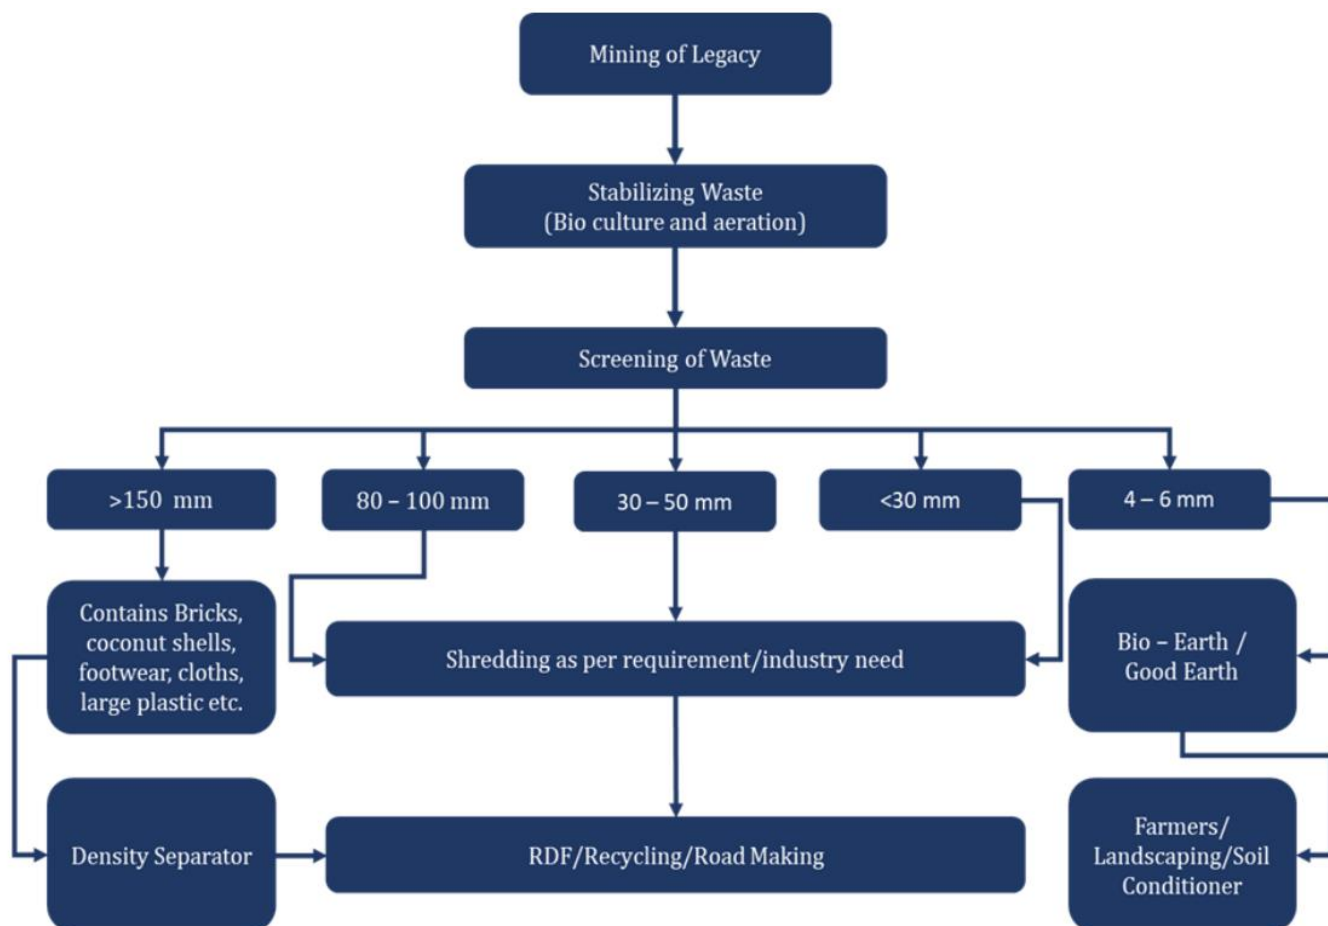 Mining of Legacy
Stabilizing Waste
(Bio culture and aeration)
Screening of Waste
>150 mm
80 – 100 mm
30 – 50 mm
<30 mm
4 – 6 mm
Contains Bricks,
coconut shells,
footwear, cloths,
large plastic etc.
Shredding as per requirement/industry need
Bio – Earth /
Good Earth
Density Separator
RDF/Recycling/Road Making
Farmers/
Landscaping/Soil
Conditioner